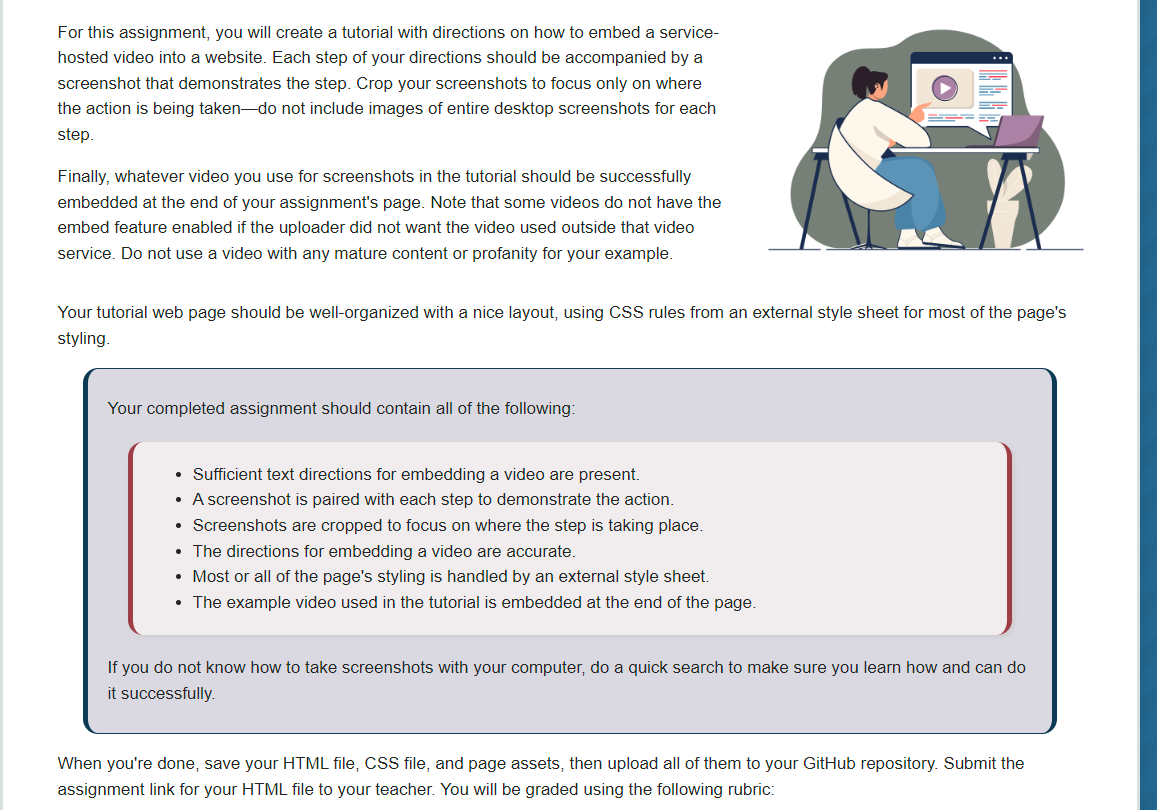 For this assignment, you will create a tutorial with directions on how to embed a service-
hosted video into a website. Each step of your directions should be accompanied by a
screenshot that demonstrates the step. Crop your screenshots to focus only on where
the action is being taken—do not include images of entire desktop screenshots for each
step.
Finally, whatever video you use for screenshots in the tutorial should be successfully
embedded at the end of your assignment's page. Note that some videos do not have the
embed feature enabled if the uploader did not want the video used outside that video
service. Do not use a video with any mature content or profanity for your example.
Your tutorial web page should be well-organized with a nice layout, using CSS rules from an external style sheet for most of the page's
styling.
Your completed assignment should contain all of the following:
• Sufficient text directions for embedding a video are present.
• A screenshot is paired with each step to demonstrate the action.
• Screenshots are cropped to focus on where the step is taking place.
• The directions for embedding a video are accurate.
• Most or all of the page's styling is handled by an external style sheet.
• The example video used in the tutorial is embedded at the end of the page.
If you do not know how to take screenshots with your computer, do a quick search to make sure you learn how and can do
it successfully.
When you're done, save your HTML file, CSS file, and page assets, then upload all of them to your GitHub repository. Submit the
assignment link for your HTML file to your teacher. You will be graded using the following rubric: